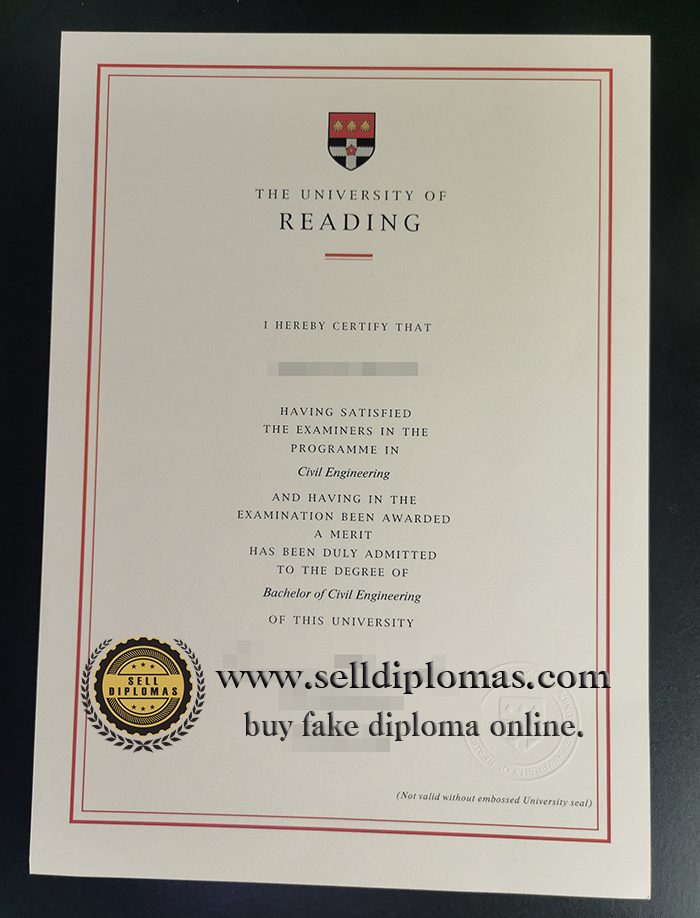 THE UNIVERSITY OF
READING
I HEREBY CERTIFY THAT
HAVING SATISFIED
THE EXAMINERS IN THE
PROGRAMME IN
Civil Engineering
AND HAVING IN THE
EXAMINATION BEEN AWARDED
A MERIT
HAS BEEN DULY ADMITTED
TO THE DEGREE OF
Bachelor of Civil Engineering
OF THIS UNIVERSITY
SELL
DIPLOMAS
www.selldiplomas.com
buy fake diploma online.
(Not valid without embossed University seal)